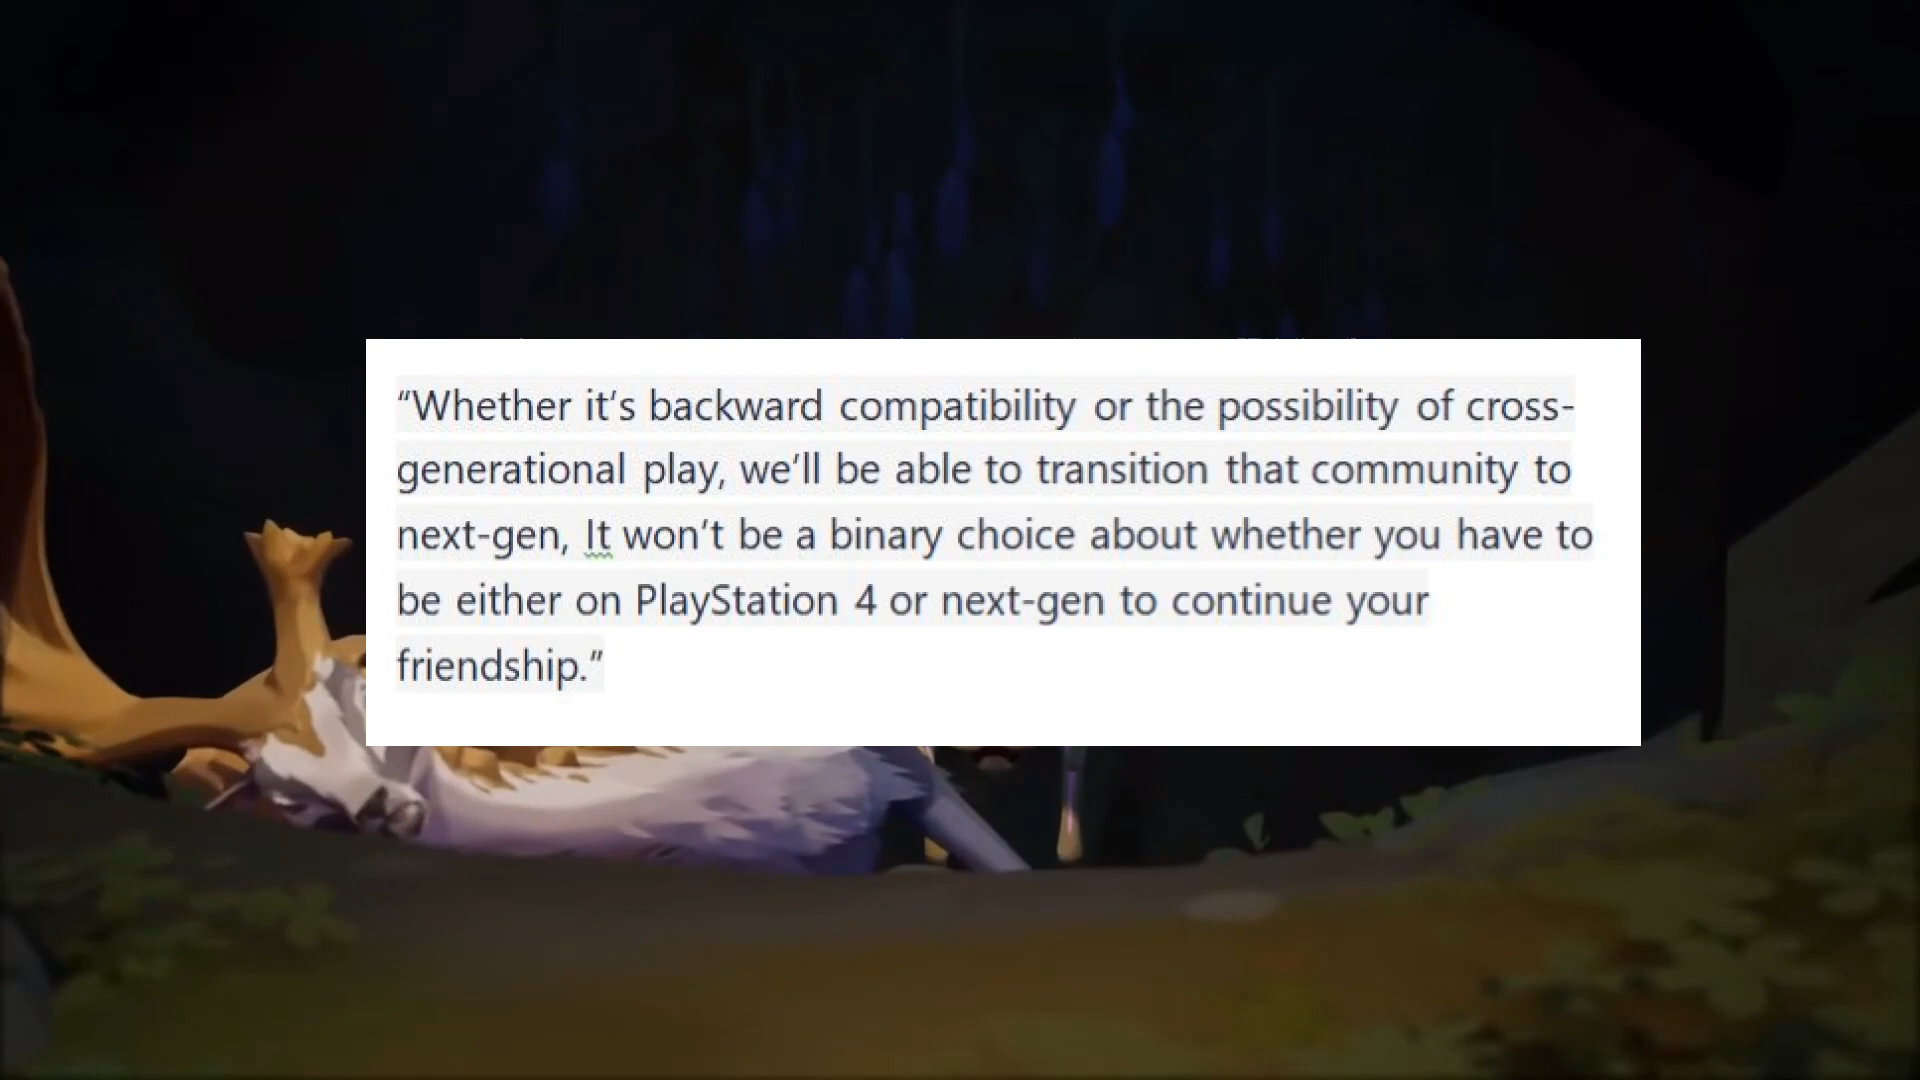 “Whether it’s backward compatibility or the possibility of cross-
generational play, we’ll be able to transition that community to
next-gen, It won’t be a binary choice about whether you have to
be either on PlayStation 4 or next-gen to continue your
friendship.”